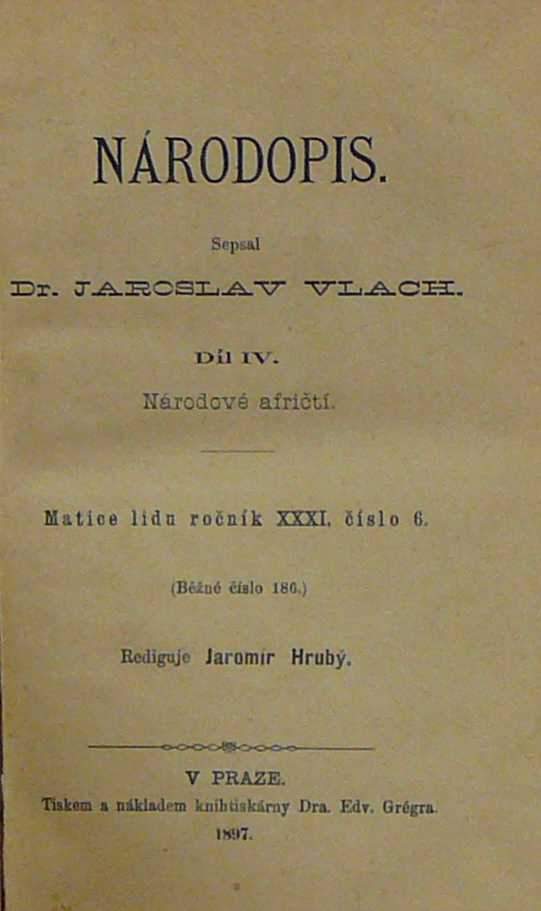 NÁRODOPIS.
Sepsal
Dr. JAROSLAV VLACH.
Díl IV.
Národové afričtí.
Matice lidu ročník XXXI. číslo 6.
(Běžné číslo 186.)
Rediguje Jaromír Hrubý.
V PRAZE.
Tiskem a nákladem knihtiskárny Dra. Edv. Grégra.
1897.